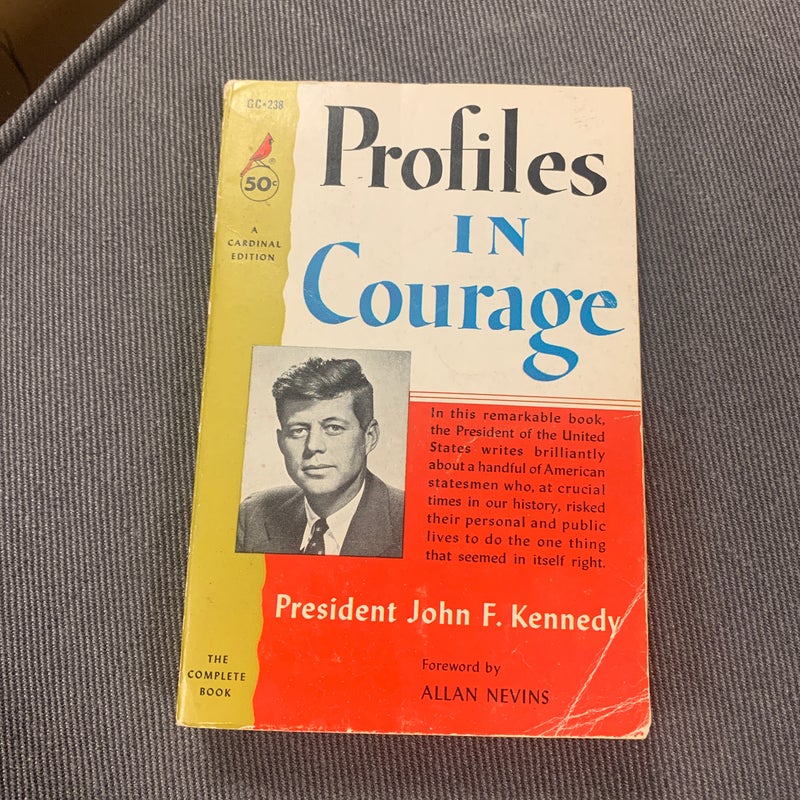 GC•238
50¢
A
CARDINAL
EDITION
Profiles
IN
Courage
In this remarkable book,
the President of the United
States writes brilliantly
about a handful of American
statesmen who, at crucial
times in our history, risked
their personal and public
lives to do the one thing
that seemed in itself right.
President John F. Kennedy
Foreword by
ALLAN NEVINS
THE
COMPLETE
BOOK